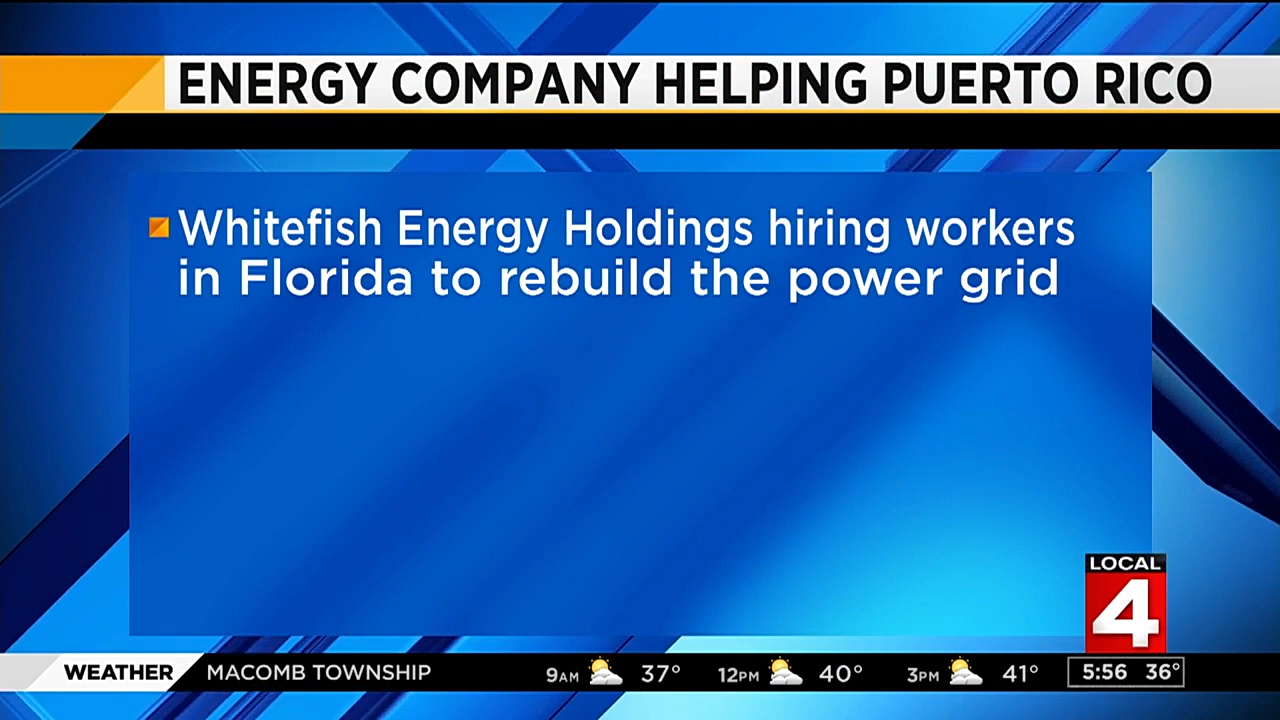 ENERGY COMPANY HELPING PUERTO RICO
Whitefish Energy Holdings hiring workers
in Florida to rebuild the power grid
LOCAL
4
WEATHER MACOMB TOWNSHIP 9AM 37° 12PM 40° 3PM 41° 5:56 36°